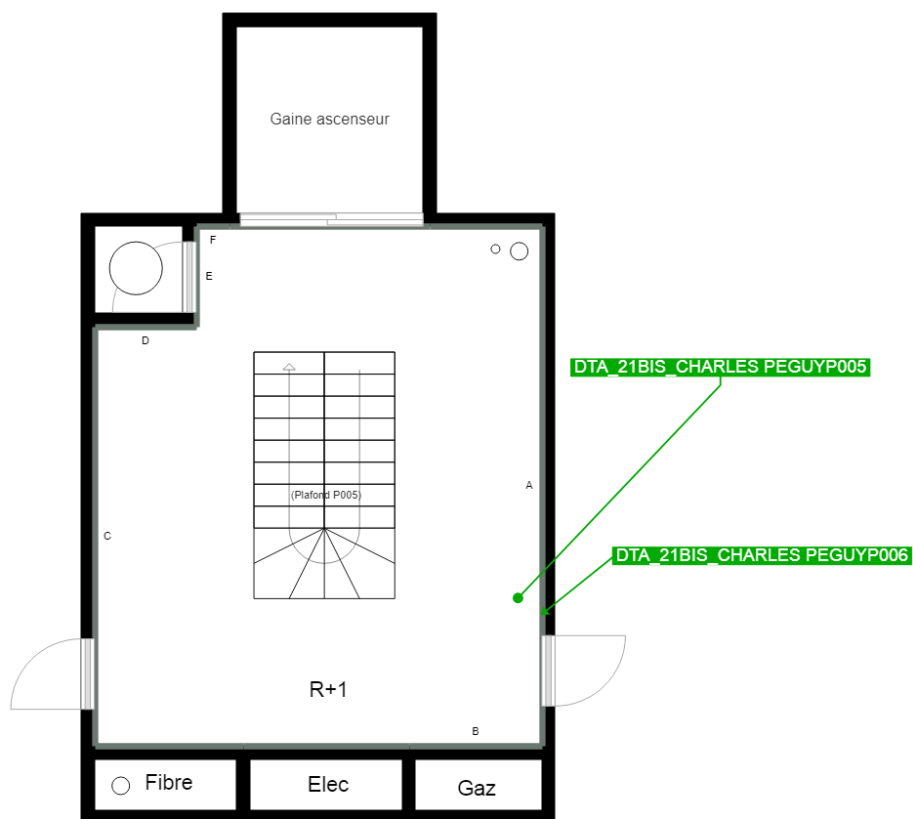 Gaine ascenseur
F
E
D
DTA_21BIS_CHARLES PEGUYP005
A
(Plafond P005)
C
DTA_21BIS_CHARLES PEGUYP006
R+1
B
Fibre
Elec
Gaz